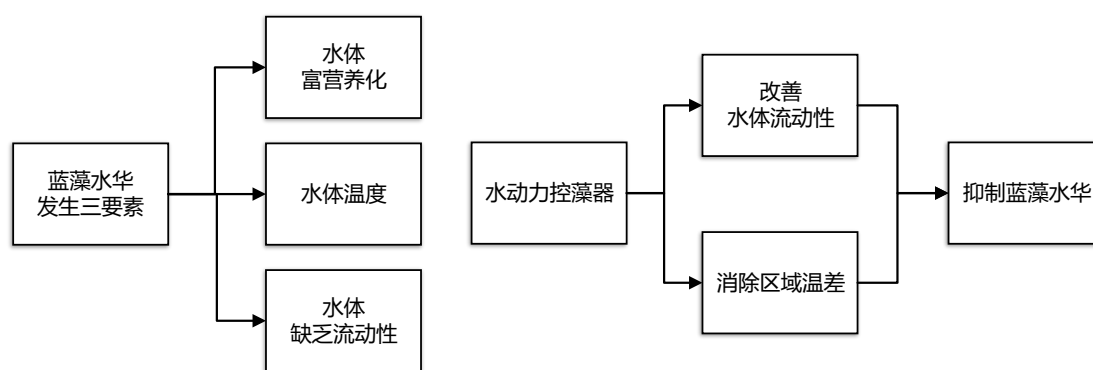 蓝藻水华
发生三要素
水体
富营养化
水体温度
水体
缺乏流动性
水动力控藻器
改善
水体流动性
消除区域温差
抑制蓝藻水华